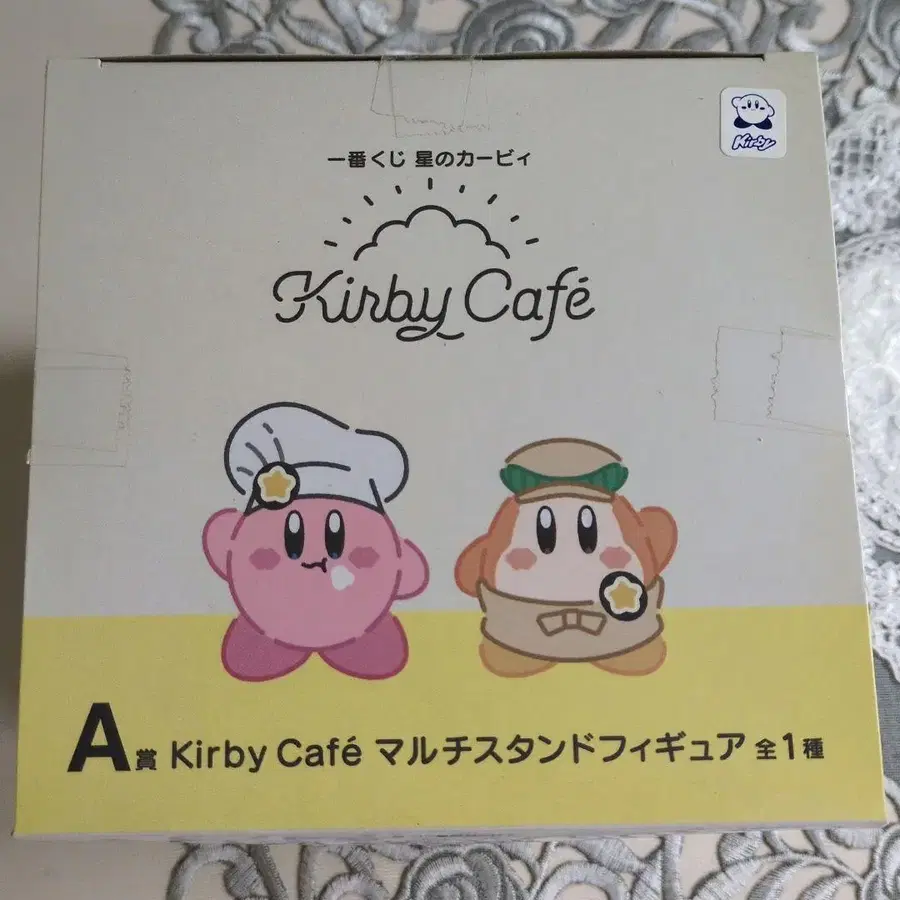 Kirby
一番くじ 星のカービィ
Kirby Café
A賞 Kirby Café マルチスタンドフィギュア 全1種